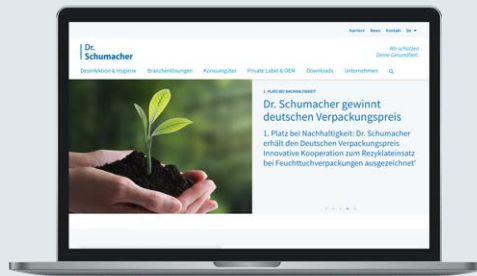 Karriere News Kontakt DE
Dr.
Schumacher
Wir schützen
Deine Gesundheit.
Desinfektion & Hygiene Branchenlösungen Konsumgüter Private Label & OEM Downloads Unternehmen
1. PLATZ BEI NACHHALTIGKEIT
Dr. Schumacher gewinnt
deutschen Verpackungspreis
1. Platz bei Nachhaltigkeit: Dr. Schumacher
erhält den Deutschen Verpackungspreis
Innovative Kooperation zum Rezyklateinsatz
bei Feuchttuchverpackungen ausgezeichnet'